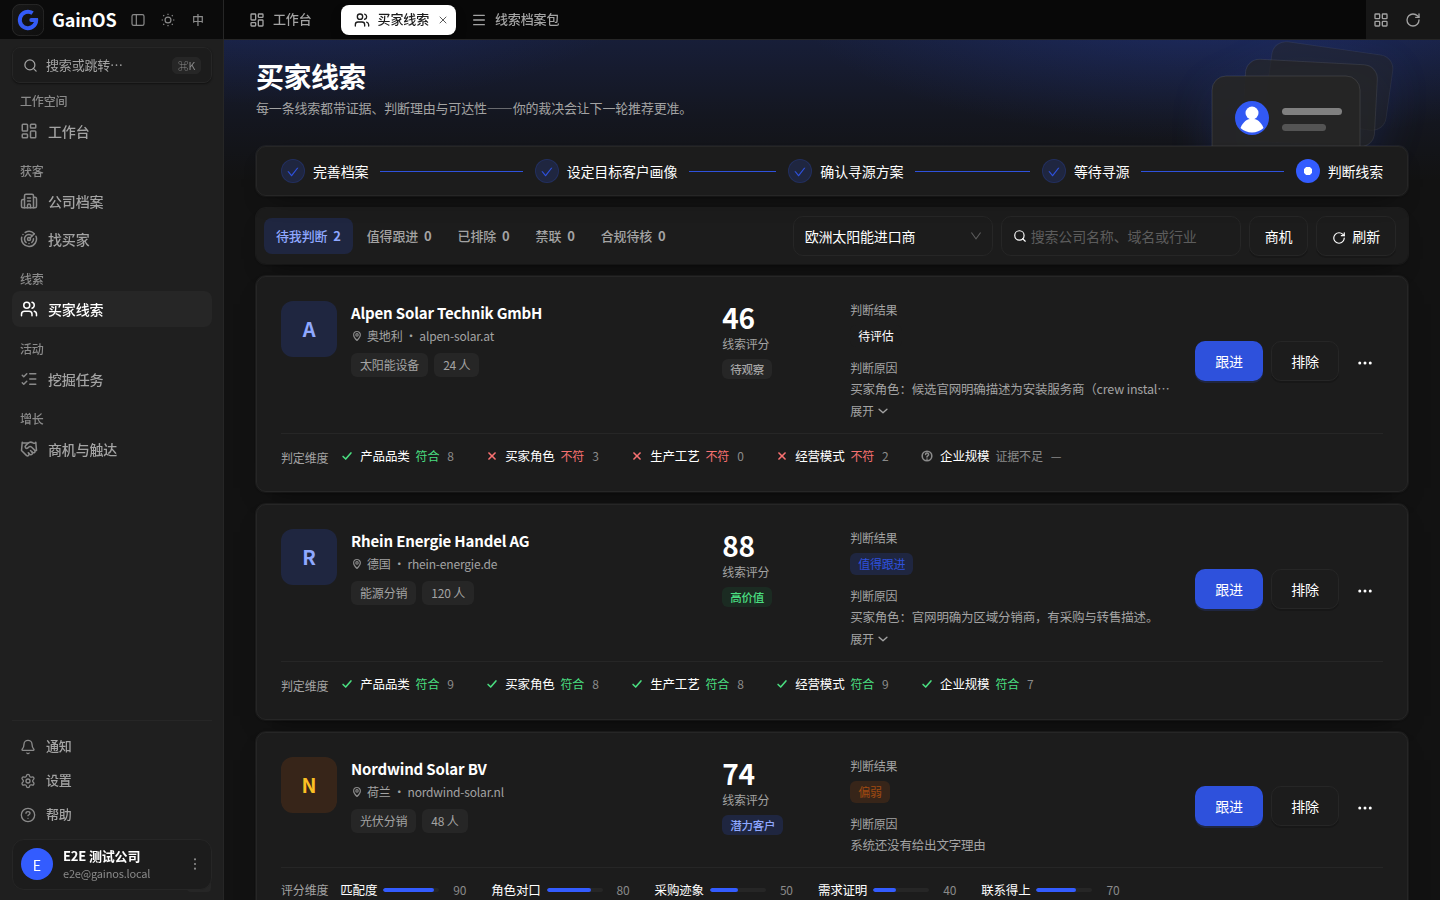 GainOS 中
搜索或跳转… ⌘K
工作空间
工作台
获客
公司档案
找买家
线索
买家线索
活动
挖掘任务
增长
商机与触达
通知
设置
帮助
E
E2E 测试公司
e2e@gainos.local
工作台 买家线索 线索档案包
买家线索
每一条线索都带证据、判断理由与可达性——你的裁决会让下一轮推荐更准。
完善档案 设定目标客户画像 确认寻源方案 等待寻源 判断线索
待我判断 2 值得跟进 0 已排除 0 禁联 0 合规待核 0 欧洲太阳能进口商 搜索公司名称、域名或行业 商机 刷新
A
Alpen Solar Technik GmbH
奥地利 · alpen-solar.at
太阳能设备 24 人
46
线索评分
待观察
判断结果
待评估
判断原因
买家角色：候选官网明确描述为安装服务商（crew instal…
展开
跟进 排除
判定维度 产品品类 符合 8 买家角色 不符 3 生产工艺 不符 0 经营模式 不符 2 企业规模 证据不足 —
R
Rhein Energie Handel AG
德国 · rhein-energie.de
能源分销 120 人
88
线索评分
高价值
判断结果
值得跟进
判断原因
买家角色：官网明确为区域分销商，有采购与转售描述。
展开
跟进 排除
判定维度 产品品类 符合 9 买家角色 符合 8 生产工艺 符合 8 经营模式 符合 9 企业规模 符合 7
N
Nordwind Solar BV
荷兰 · nordwind-solar.nl
光伏分销 48 人
74
线索评分
潜力客户
判断结果
偏弱
判断原因
系统还没有给出文字理由
跟进 排除
评分维度 匹配度 90 角色对口 80 采购迹象 50 需求证明 40 联系得上 70